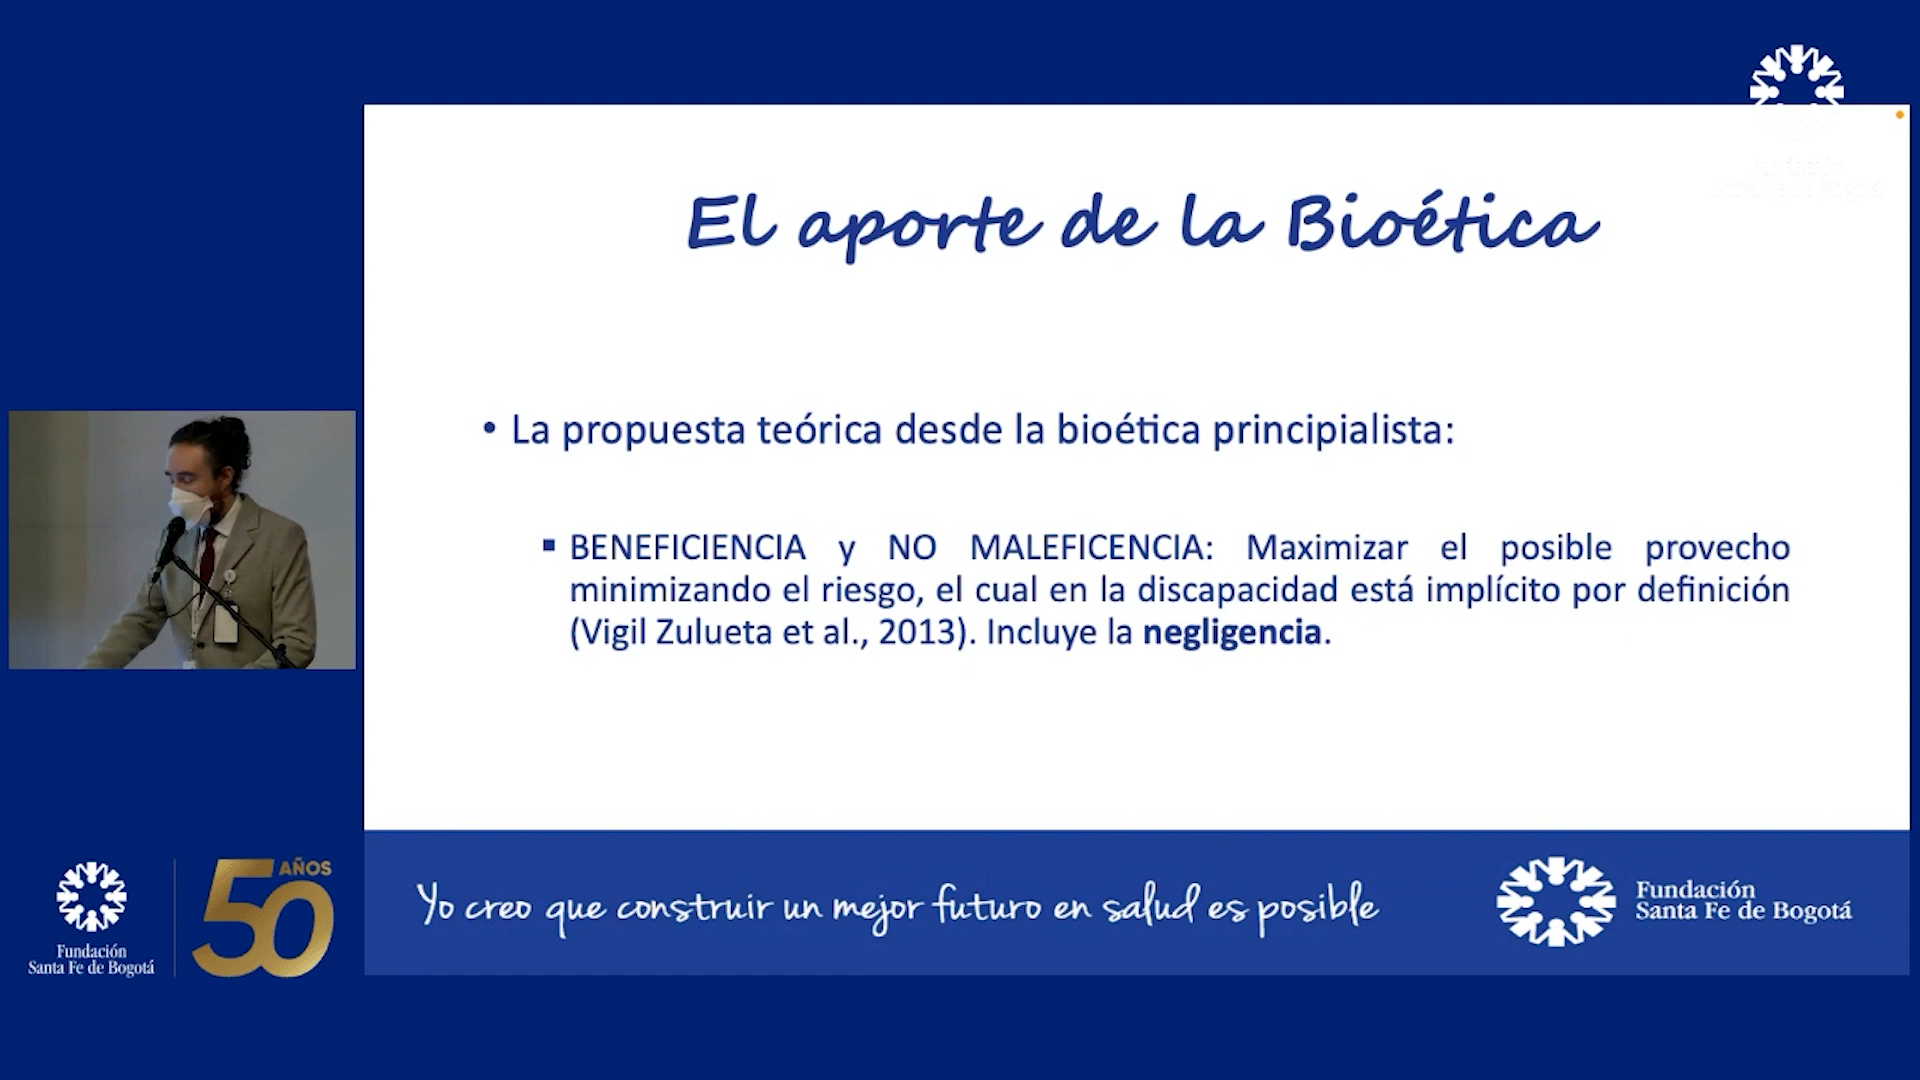 El aporte de la Bioética
• La propuesta teórica desde la bioética principialista:
▪ BENEFICIENCIA y NO MALEFICENCIA: Maximizar el posible provecho
minimizando el riesgo, el cual en la discapacidad está implícito por definición
(Vigil Zulueta et al., 2013). Incluye la negligencia.
Yo creo que construir un mejor futuro en salud es posible
Fundación
Santa Fe de Bogotá
Fundación
Santa Fe de Bogotá
50 AÑOS